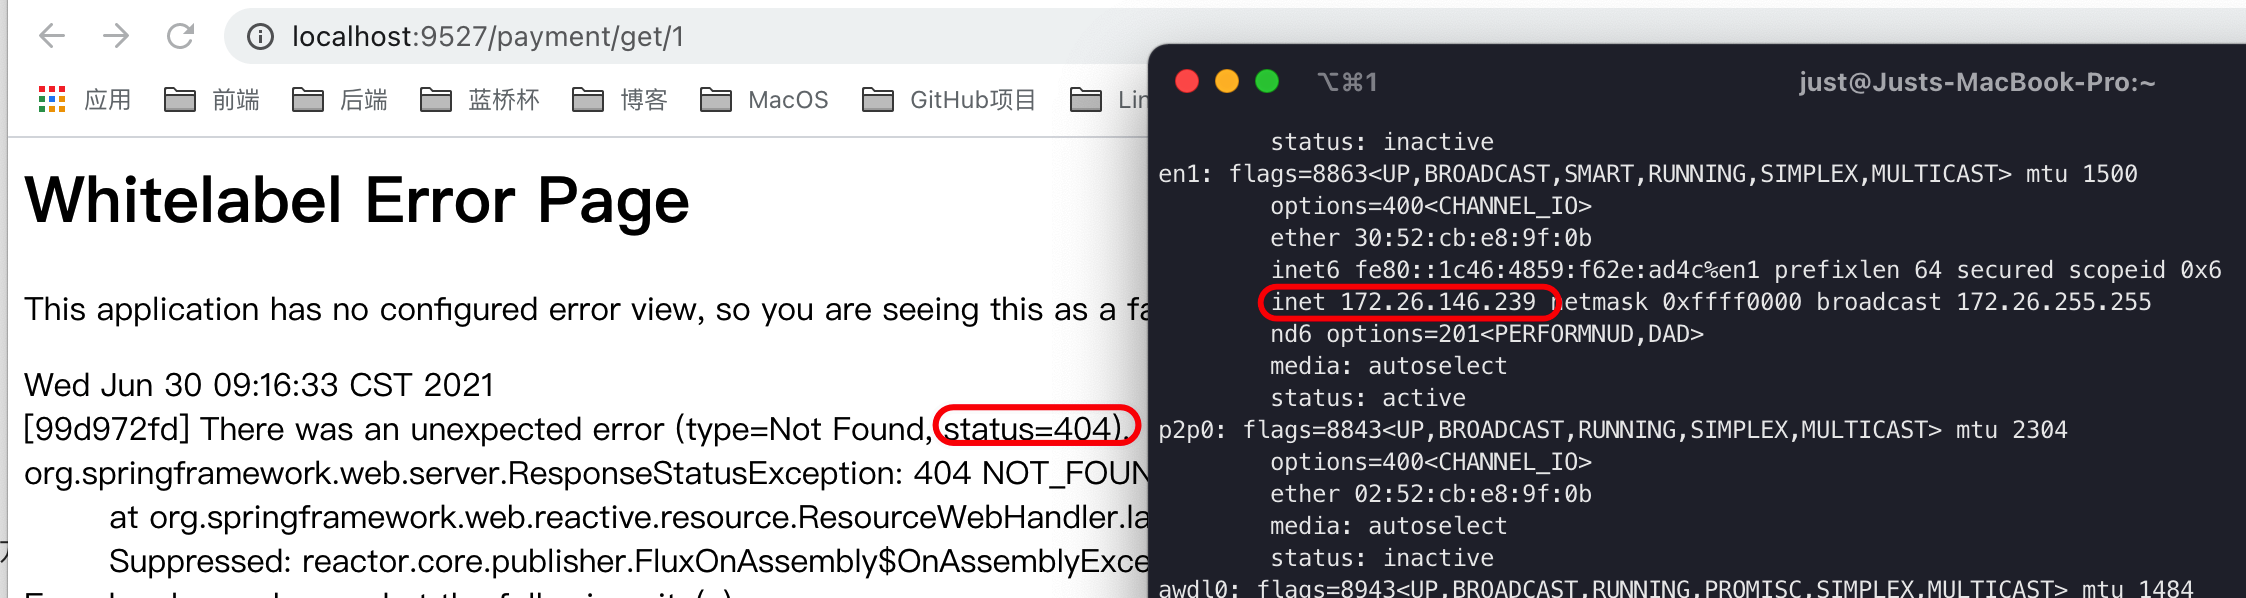 localhost:9527/payment/get/1
应用 前端 后端 蓝桥杯 博客 MacOS GitHub项目 Lin
Whitelabel Error Page
This application has no configured error view, so you are seeing this as a fa
Wed Jun 30 09:16:33 CST 2021
[99d972fd] There was an unexpected error (type=Not Found, status=404).
org.springframework.web.server.ResponseStatusException: 404 NOT_FOUN
at org.springframework.web.reactive.resource.ResourceWebHandler.la
Suppressed: reactor.core.publisher.FluxOnAssembly$OnAssemblyExce
⌥⌘1 just@Justs-MacBook-Pro:~
status: inactive
en1: flags=8863<UP,BROADCAST,SMART,RUNNING,SIMPLEX,MULTICAST> mtu 1500
options=400<CHANNEL_IO>
ether 30:52:cb:e8:9f:0b
inet6 fe80::1c46:4859:f62e:ad4c%en1 prefixlen 64 secured scopeid 0x6
inet 172.26.146.239 netmask 0xffff0000 broadcast 172.26.255.255
nd6 options=201<PERFORMNUD,DAD>
media: autoselect
status: active
p2p0: flags=8843<UP,BROADCAST,RUNNING,SIMPLEX,MULTICAST> mtu 2304
options=400<CHANNEL_IO>
ether 02:52:cb:e8:9f:0b
media: autoselect
status: inactive
awdl0: flags=8943<UP,BROADCAST,RUNNING,PROMISC,SIMPLEX,MULTICAST> mtu 1484